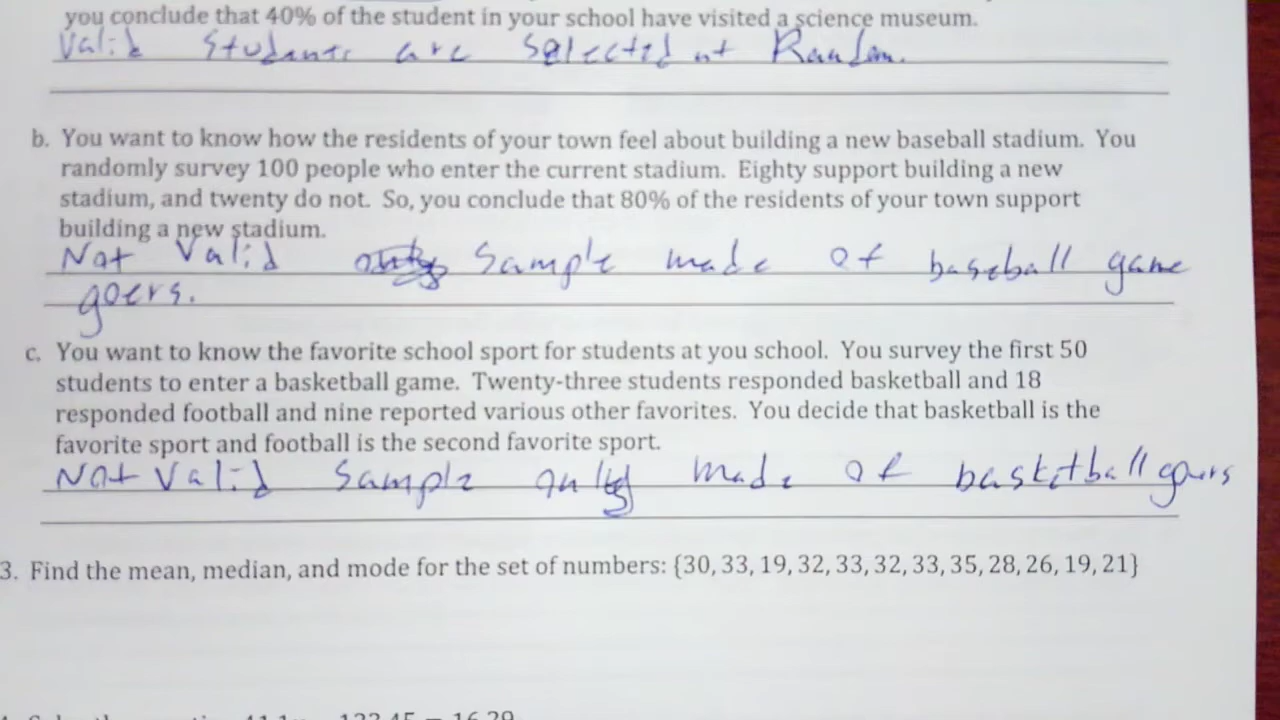 you conclude that 40% of the student in your school have visited a science museum.
Valid Students are Selected at Random.
b. You want to know how the residents of your town feel about building a new baseball stadium. You
randomly survey 100 people who enter the current stadium. Eighty support building a new
stadium, and twenty do not. So, you conclude that 80% of the residents of your town support
building a new stadium.
Not Valid Sample made of baseball game
goers.
c. You want to know the favorite school sport for students at you school. You survey the first 50
students to enter a basketball game. Twenty-three students responded basketball and 18
responded football and nine reported various other favorites. You decide that basketball is the
favorite sport and football is the second favorite sport.
Not Valid Sample only made of basketball goers
3. Find the mean, median, and mode for the set of numbers: {30, 33, 19, 32, 33, 32, 33, 35, 28, 26, 19, 21}